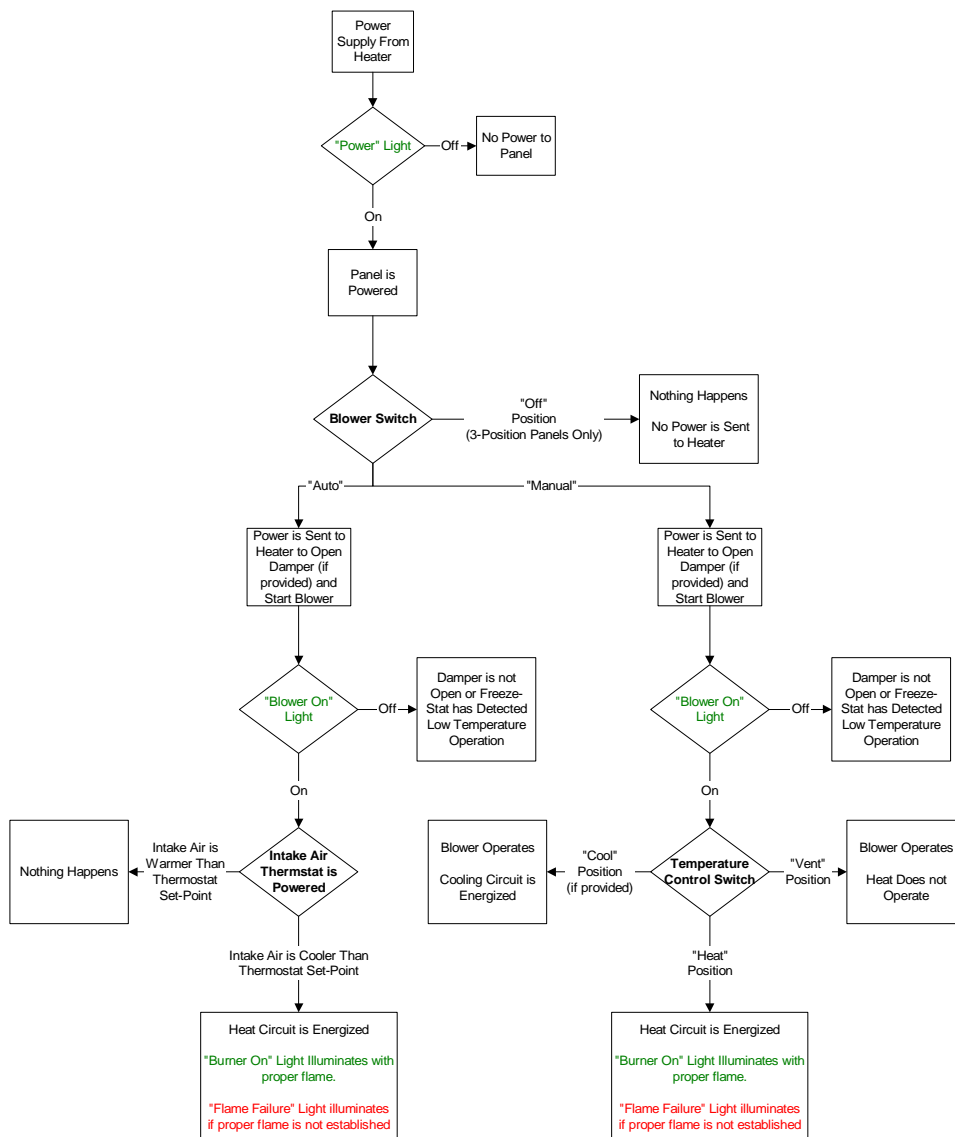 Power
Supply From
Heater
"Power" Light
Off
No Power to
Panel
On
Panel is
Powered
Blower Switch
"Off"
Position
(3-Position Panels Only)
Nothing Happens
No Power is Sent
to Heater
"Auto"
"Manual"
Power is Sent to
Heater to Open
Damper (if
provided) and
Start Blower
Power is Sent to
Heater to Open
Damper (if
provided) and
Start Blower
"Blower On"
Light
Off
Damper is not
Open or Freeze-
Stat has Detected
Low Temperature
Operation
"Blower On"
Light
Off
Damper is not
Open or Freeze-
Stat has Detected
Low Temperature
Operation
On
On
Nothing Happens
Intake Air is
Warmer Than
Thermostat
Set-Point
Intake Air
Thermstat is
Powered
Blower Operates
Cooling Circuit is
Energized
"Cool"
Position
(if provided)
Temperature
Control Switch
"Vent"
Position
Blower Operates
Heat Does not
Operate
Intake Air is Cooler Than
Thermostat Set-Point
"Heat"
Position
Heat Circuit is Energized
"Burner On" Light Illuminates with
proper flame.
"Flame Failure" Light illuminates
if proper flame is not established
Heat Circuit is Energized
"Burner On" Light Illuminates with
proper flame.
"Flame Failure" Light illuminates
if proper flame is not established